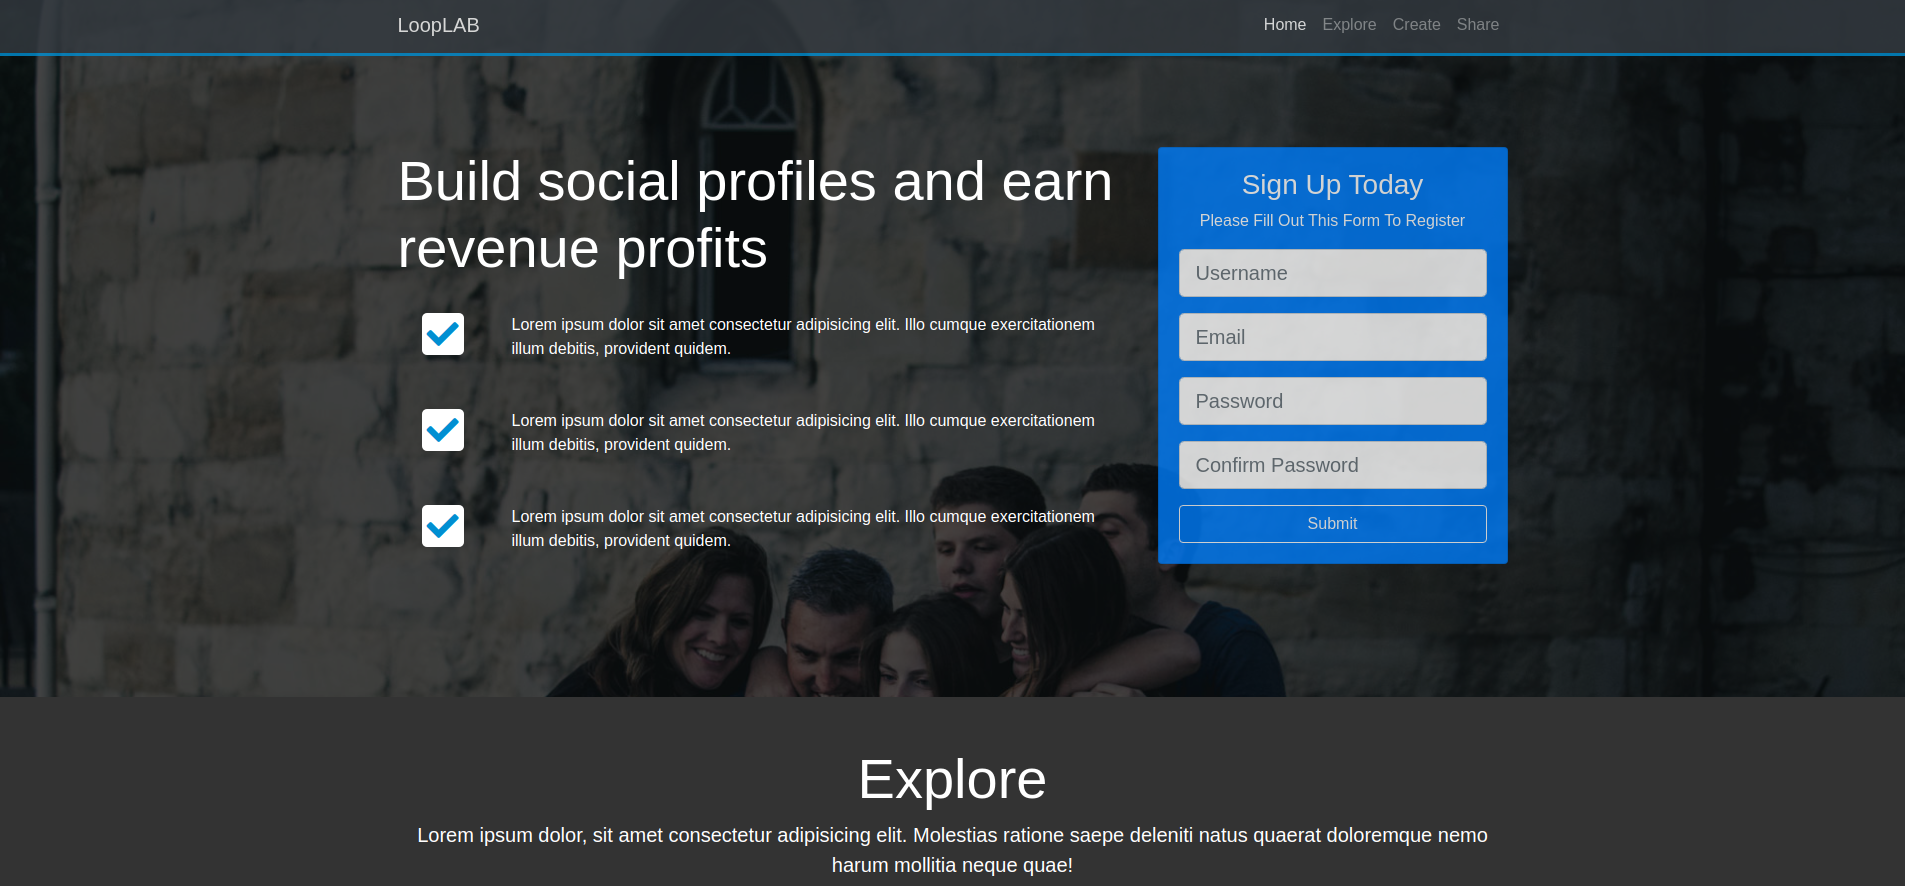 LoopLAB
Home Explore Create Share
Build social profiles and earn
revenue profits
Lorem ipsum dolor sit amet consectetur adipisicing elit. Illo cumque exercitationem
illum debitis, provident quidem.
Lorem ipsum dolor sit amet consectetur adipisicing elit. Illo cumque exercitationem
illum debitis, provident quidem.
Lorem ipsum dolor sit amet consectetur adipisicing elit. Illo cumque exercitationem
illum debitis, provident quidem.
Sign Up Today
Please Fill Out This Form To Register
Username
Email
Password
Confirm Password
Submit
Explore
Lorem ipsum dolor, sit amet consectetur adipisicing elit. Molestias ratione saepe deleniti natus quaerat doloremque nemo
harum mollitia neque quae!